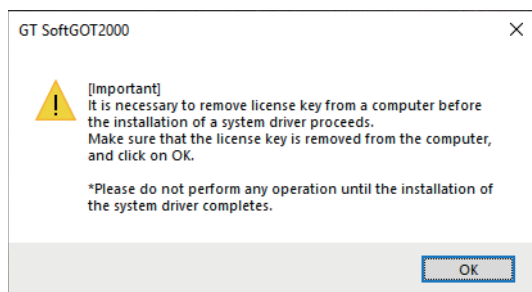 GT SoftGOT2000
[Important]
It is necessary to remove license key from a computer before
the installation of a system driver proceeds.
Make sure that the license key is removed from the computer,
and click on OK.
*Please do not perform any operation until the installation of
the system driver completes.
OK